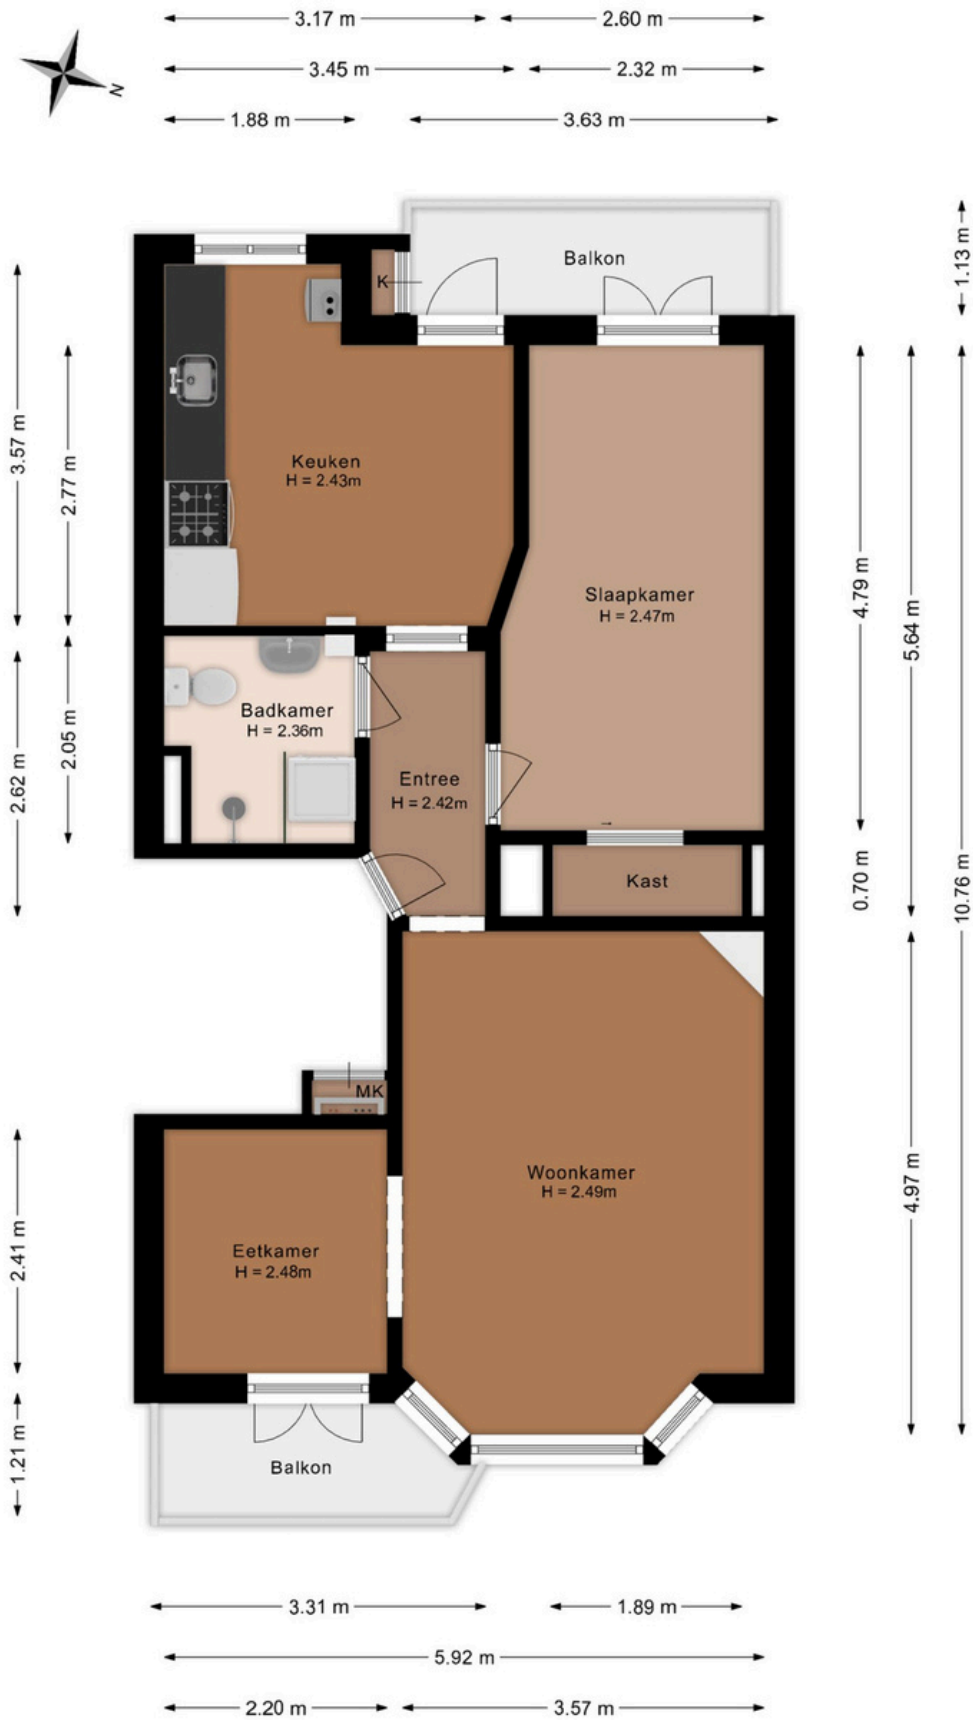 3.17 m
2.60 m
3.45 m
2.32 m
1.88 m
3.63 m
N
1.13 m
Balkon
K
3.57 m
2.77 m
Keuken
H = 2.43m
Slaapkamer
H = 2.47m
4.79 m
5.64 m
10.76 m
2.62 m
2.05 m
Badkamer
H = 2.36m
Entree
H = 2.42m
Kast
0.70 m
MK
Woonkamer
H = 2.49m
4.97 m
2.41 m
Eetkamer
H = 2.48m
1.21 m
Balkon
3.31 m
1.89 m
5.92 m
2.20 m
3.57 m